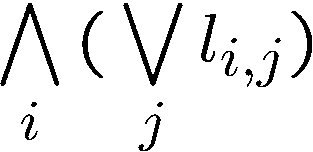 ⋀_i ( ⋁_j l_{i,j} )